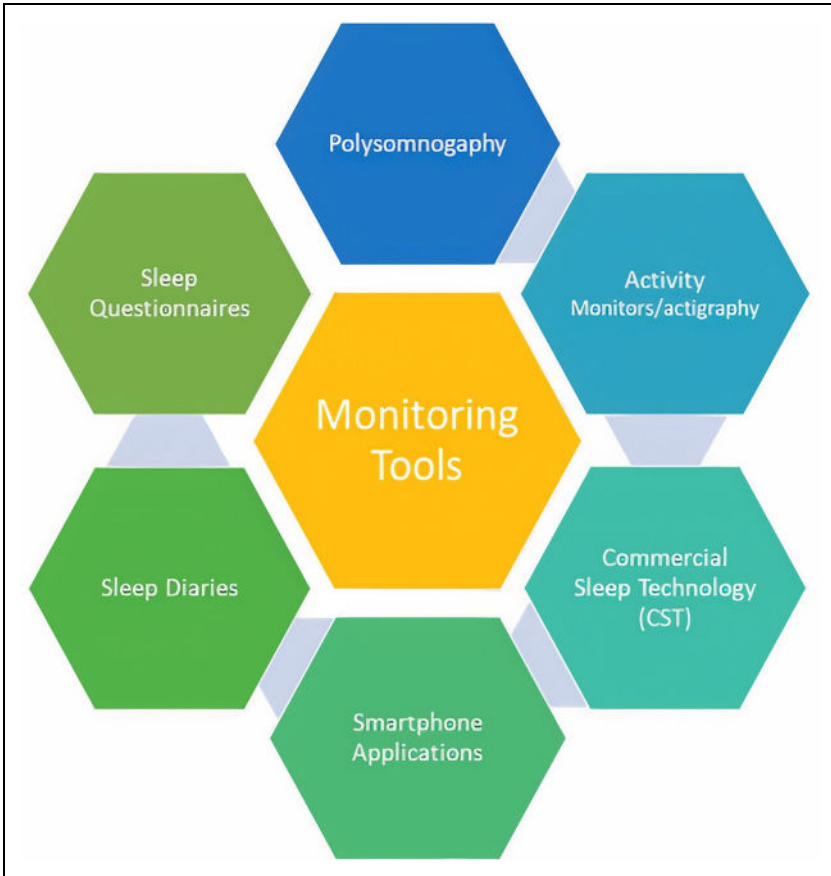 Polysomnogaphy
Sleep
Questionnaires
Activity
Monitors/actigraphy
Monitoring
Tools
Sleep Diaries
Commercial
Sleep Technology
(CST)
Smartphone
Applications